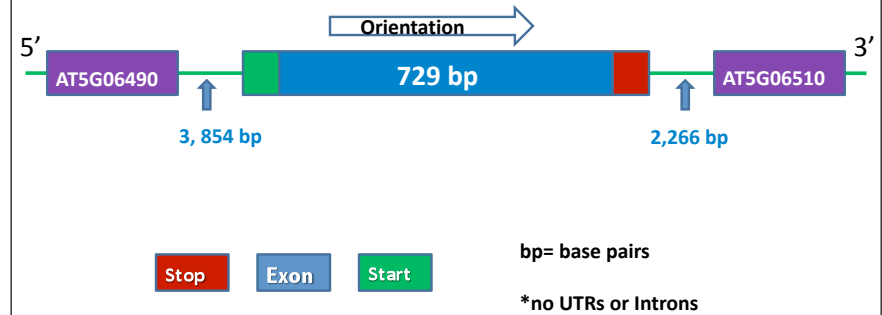 Orientation
5’ 3’
AT5G06490 729 bp AT5G06510
3, 854 bp 2,266 bp
bp= base pairs
Stop Exon Start
*no UTRs or Introns